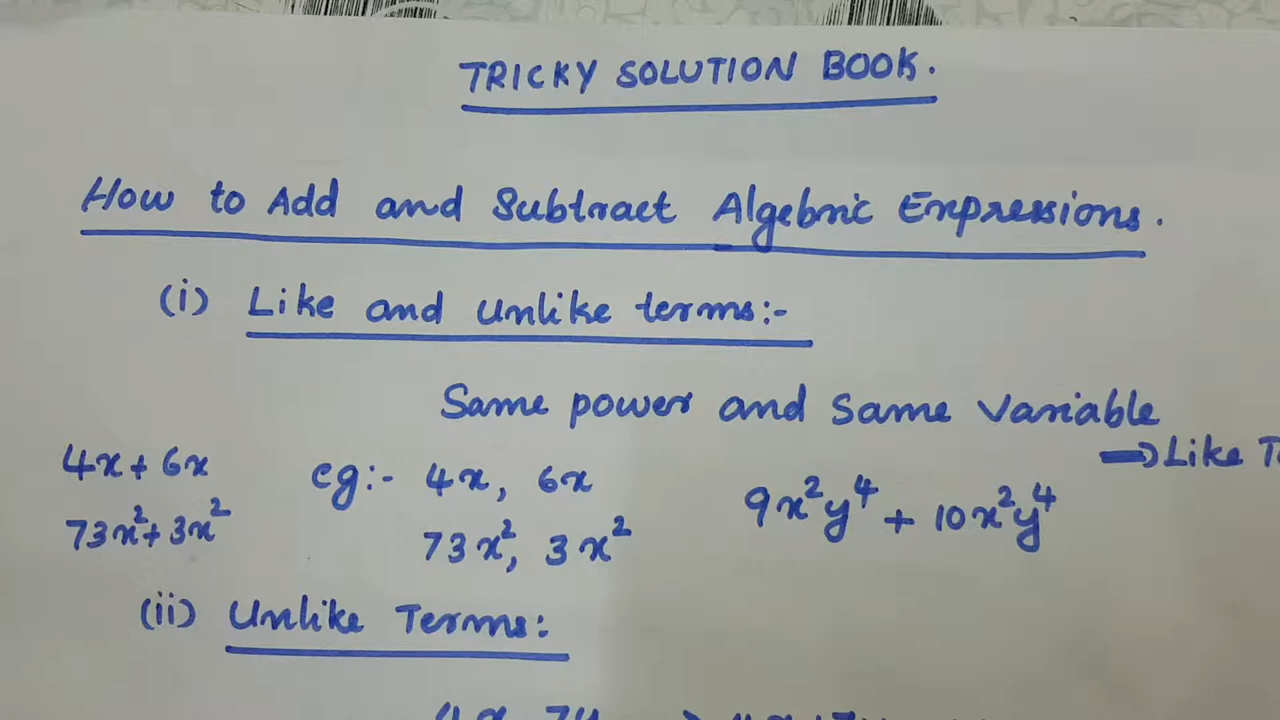 TRICKY SOLUTION BOOK.
How to Add and Subtract Algebric Expressions.
(i) Like and Unlike terms:-
Same power and Same Variable
⇒ Like
4x + 6x
eg:- 4x, 6x
9x²y⁴ + 10x²y⁴
73x² + 3x²
73x², 3x²
(ii) Unlike Terms: